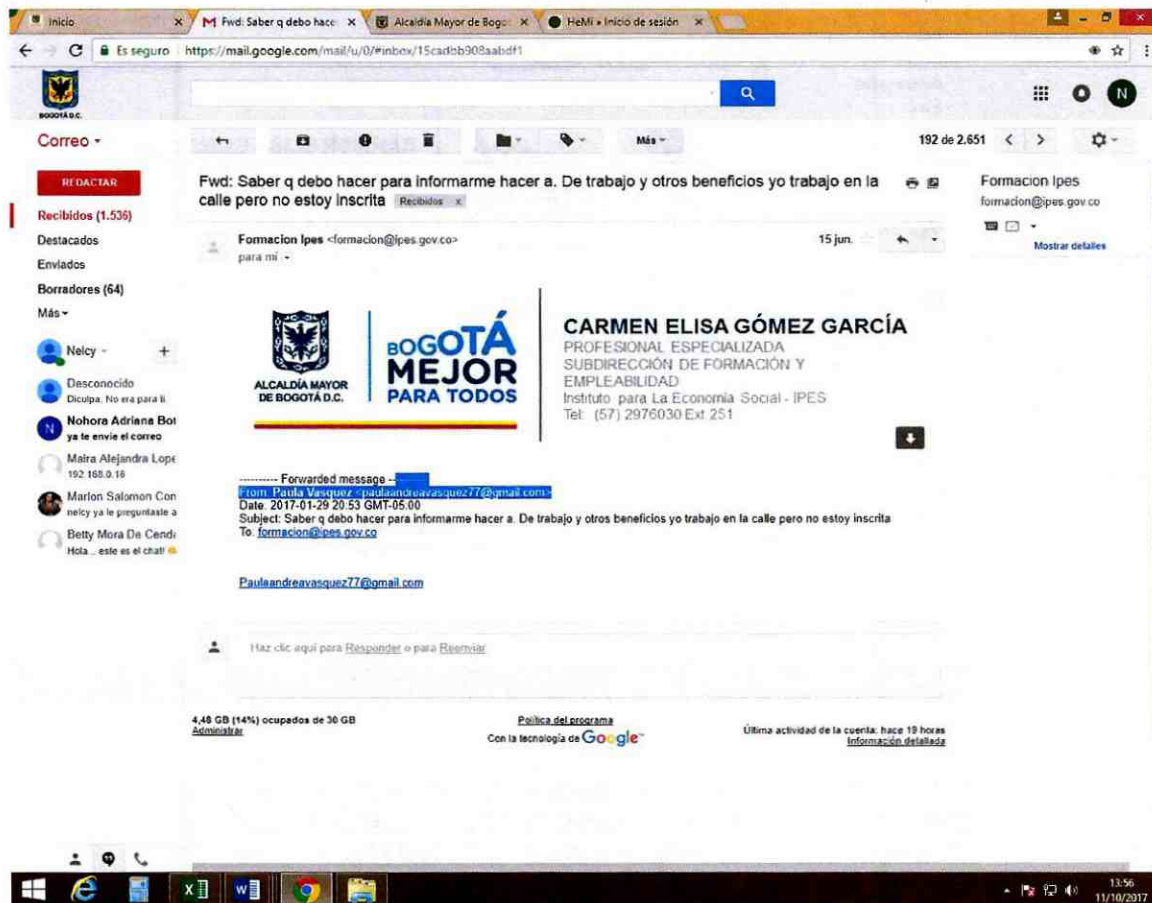 Inicio
Fwd: Saber q debo hace
Alcaldía Mayor de Bogot
HeMi » Inicio de sesión
Es seguro https://mail.google.com/mail/u/0/#inbox/15cadbb908aabdf1
BOGOTÁ D.C.
N
Correo
Más
192 de 2.651
REDACTAR
Fwd: Saber q debo hacer para informarme hacer a. De trabajo y otros beneficios yo trabajo en la
calle pero no estoy inscrita Recibidos x
Formacion Ipes
formacion@ipes.gov.co
Mostrar detalles
Recibidos (1.536)
Destacados
Enviados
Borradores (64)
Más
Formacion Ipes <formacion@ipes.gov.co>
15 jun.
para mí
ALCALDÍA MAYOR
DE BOGOTÁ D.C.
BOGOTÁ
MEJOR
PARA TODOS
CARMEN ELISA GÓMEZ GARCÍA
PROFESIONAL ESPECIALIZADA
SUBDIRECCIÓN DE FORMACIÓN Y
EMPLEABILIDAD
Instituto para La Economía Social - IPES
Tel: (57) 2976030 Ext 251
Nelcy
+
Desconocido
Diculpa. No era para ti
N
Nohora Adriana Bot
ya te envie el correo
Maira Alejandra Lope
192 168.0.16
Marlon Salomon Con
nelcy ya le preguntaste a
Betty Mora De Cende
Hola... este es el chat!
---------- Forwarded message --
From: Paula Vasquez <paulaandreavasquez77@gmail.com>
Date: 2017-01-29 20:53 GMT-05:00
Subject: Saber q debo hacer para informarme hacer a. De trabajo y otros beneficios yo trabajo en la calle pero no estoy inscrita
To: formacion@ipes.gov.co
Paulaandreavasquez77@gmail.com
Haz clic aquí para Responder o para Reenviar
4,48 GB (14%) ocupados de 30 GB
Administrar
Política del programa
Con la tecnología de Google
Última actividad de la cuenta: hace 19 horas
Información detallada
13:56
11/10/2017